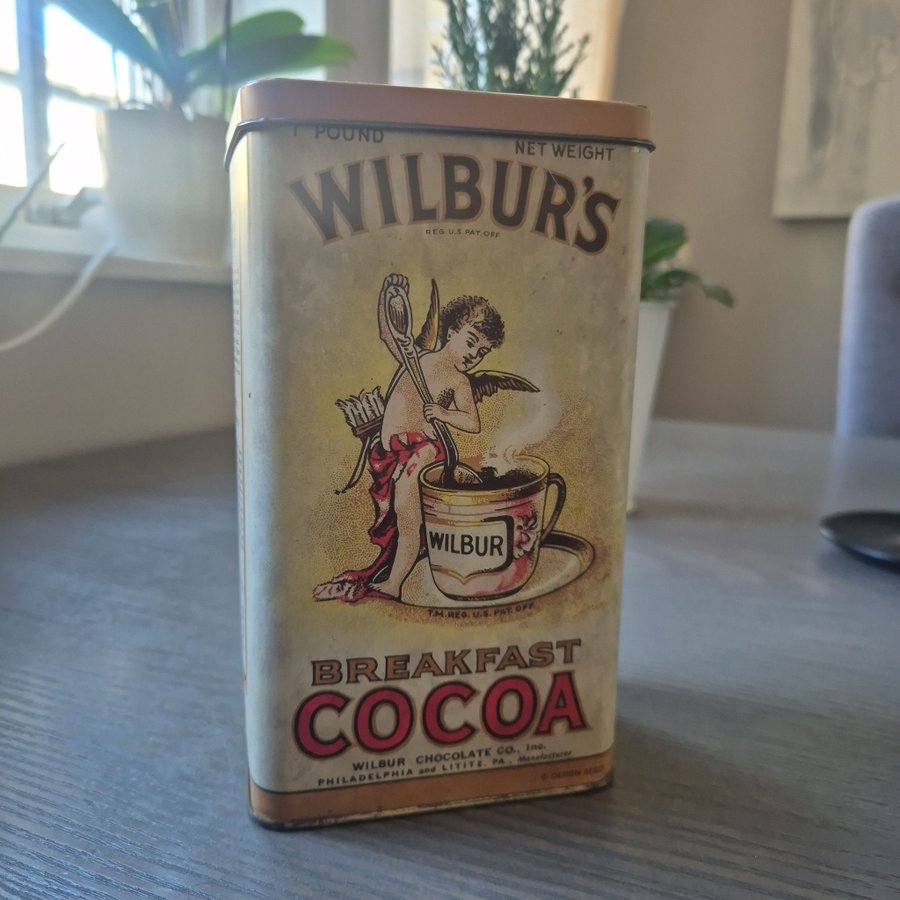 1 POUND NET WEIGHT
WILBUR'S
REG. U.S. PAT. OFF.
WILBUR
T.M. REG. U.S. PAT. OFF.
BREAKFAST
COCOA
WILBUR CHOCOLATE CO., Inc.
PHILADELPHIA and LITITZ, PA., Manufacturers
© DESIGN